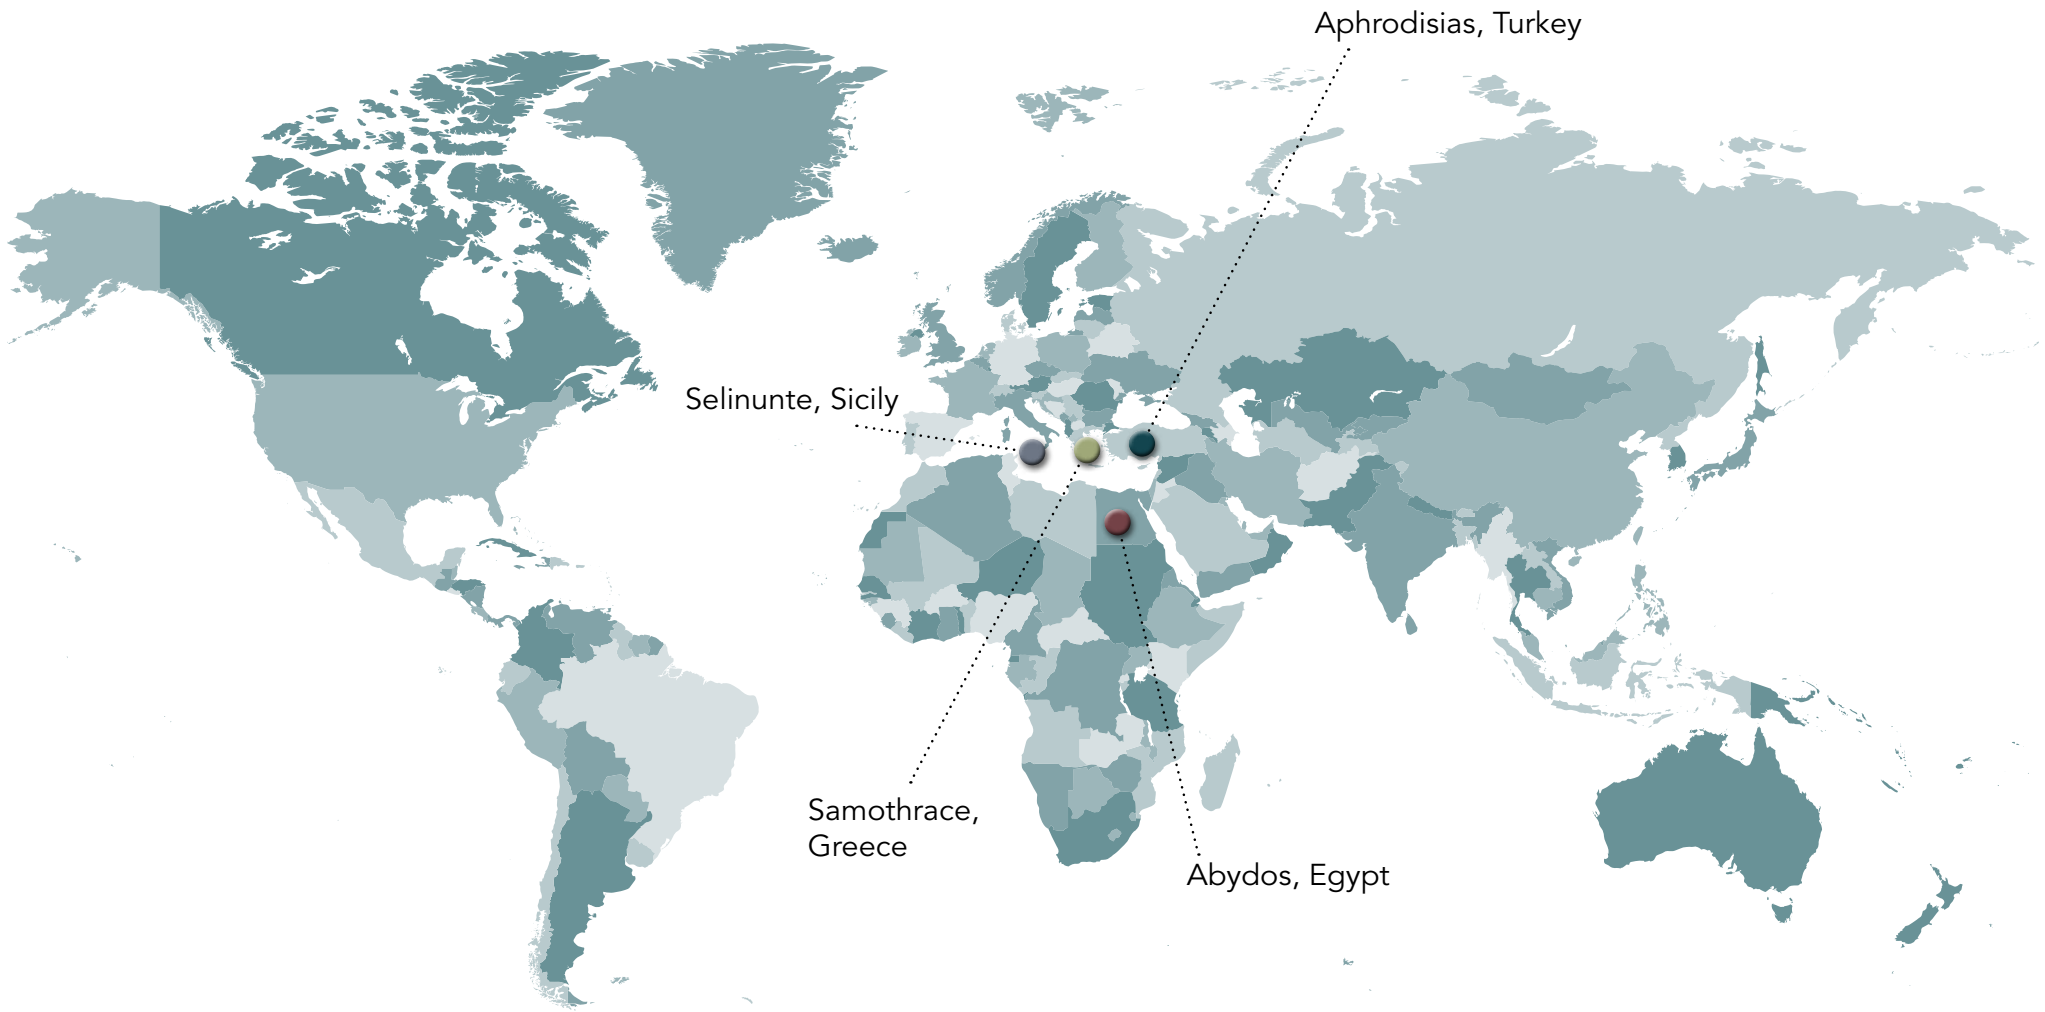 Aphrodisias, Turkey
Selinunte, Sicily
Samothrace,
Greece
Abydos, Egypt